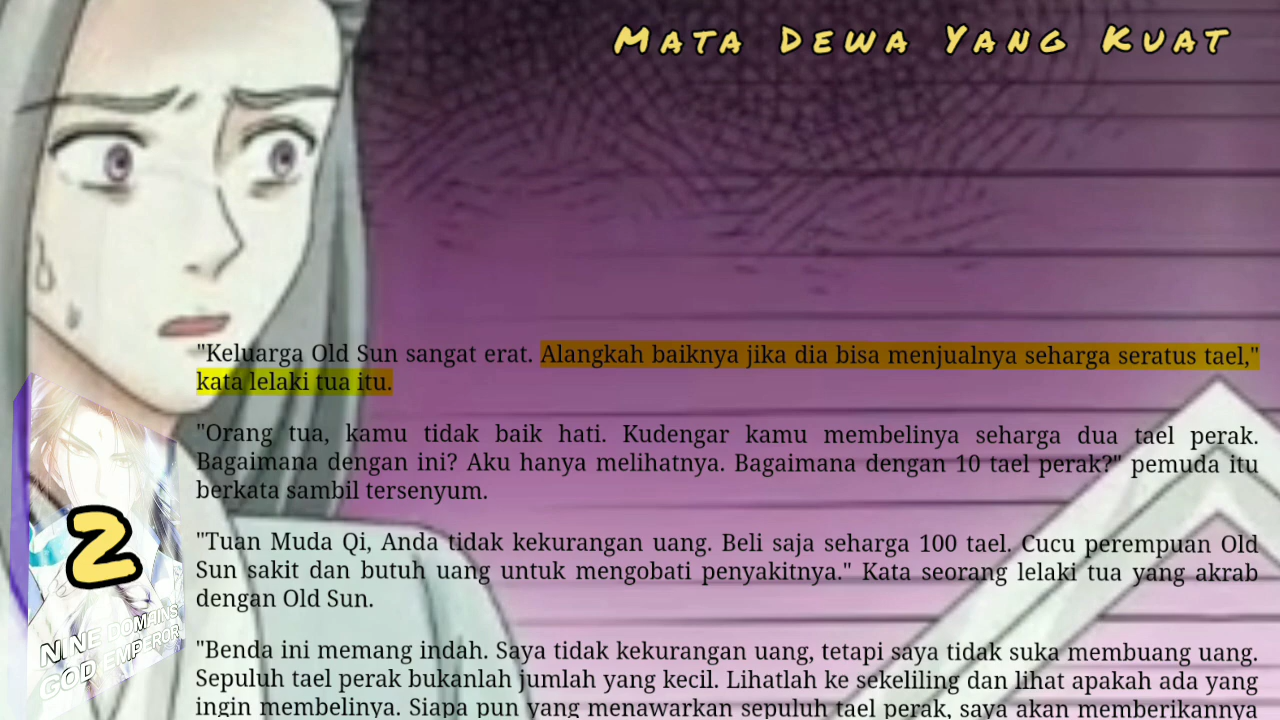 Mata Dewa Yang Kuat
"Keluarga Old Sun sangat erat. Alangkah baiknya jika dia bisa menjualnya seharga seratus tael,"
kata lelaki tua itu.
"Orang tua, kamu tidak baik hati. Kudengar kamu membelinya seharga dua tael perak.
Bagaimana dengan ini? Aku hanya melihatnya. Bagaimana dengan 10 tael perak?" pemuda itu
berkata sambil tersenyum.
"Tuan Muda Qi, Anda tidak kekurangan uang. Beli saja seharga 100 tael. Cucu perempuan Old
Sun sakit dan butuh uang untuk mengobati penyakitnya." Kata seorang lelaki tua yang akrab
dengan Old Sun.
"Benda ini memang indah. Saya tidak kekurangan uang, tetapi saya tidak suka membuang uang.
Sepuluh tael perak bukanlah jumlah yang kecil. Lihatlah ke sekeliling dan lihat apakah ada yang
ingin membelinya. Siapa pun yang menawarkan sepuluh tael perak, saya akan memberikannya
2
NINE DOMAINS
GOD EMPEROR